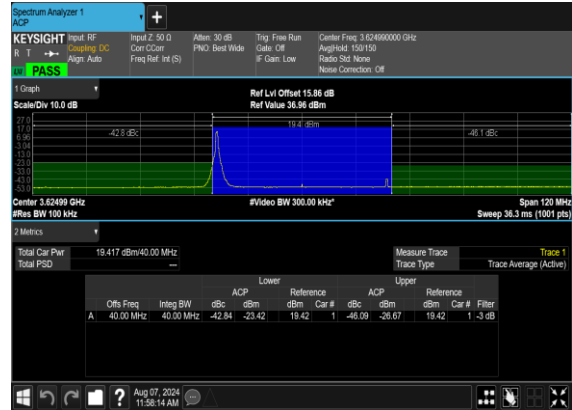 Spectrum Analyzer 1
ACP
+
KEYSIGHT
R T
LM PASS
Input: RF
Coupling: DC
Align: Auto
Input Z: 50 Ω
Corr CCorr
Freq Ref: Int (S)
Atten: 30 dB
PNO: Best Wide
Trig: Free Run
Gate: Off
IF Gain: Low
Center Freq: 3.624990000 GHz
Avg|Hold: 150/150
Radio Std: None
Noise Correction: Off
1 Graph
Scale/Div 10.0 dB
Ref Lvl Offset 15.86 dB
Ref Value 36.96 dBm
27.0
17.0
6.96
-3.04
-13.0
-23.0
-33.0
-43.0
-53.0
-42.8 dBc
19.4 dBm
-46.1 dBc
Center 3.62499 GHz
#Res BW 100 kHz
#Video BW 300.00 kHz*
Span 120 MHz
Sweep 36.3 ms (1001 pts)
2 Metrics
Total Car Pwr 19.417 dBm/40.00 MHz
Total PSD ---
Measure Trace Trace 1
Trace Type Trace Average (Active)
Lower Upper
ACP Reference ACP Reference
Offs Freq Integ BW dBc dBm dBm Car # dBc dBm dBm Car # Filter
A 40.00 MHz 40.00 MHz -42.84 -23.42 19.42 1 -46.09 -26.67 19.42 1 -3 dB
?
Aug 07, 2024
11:58:14 AM